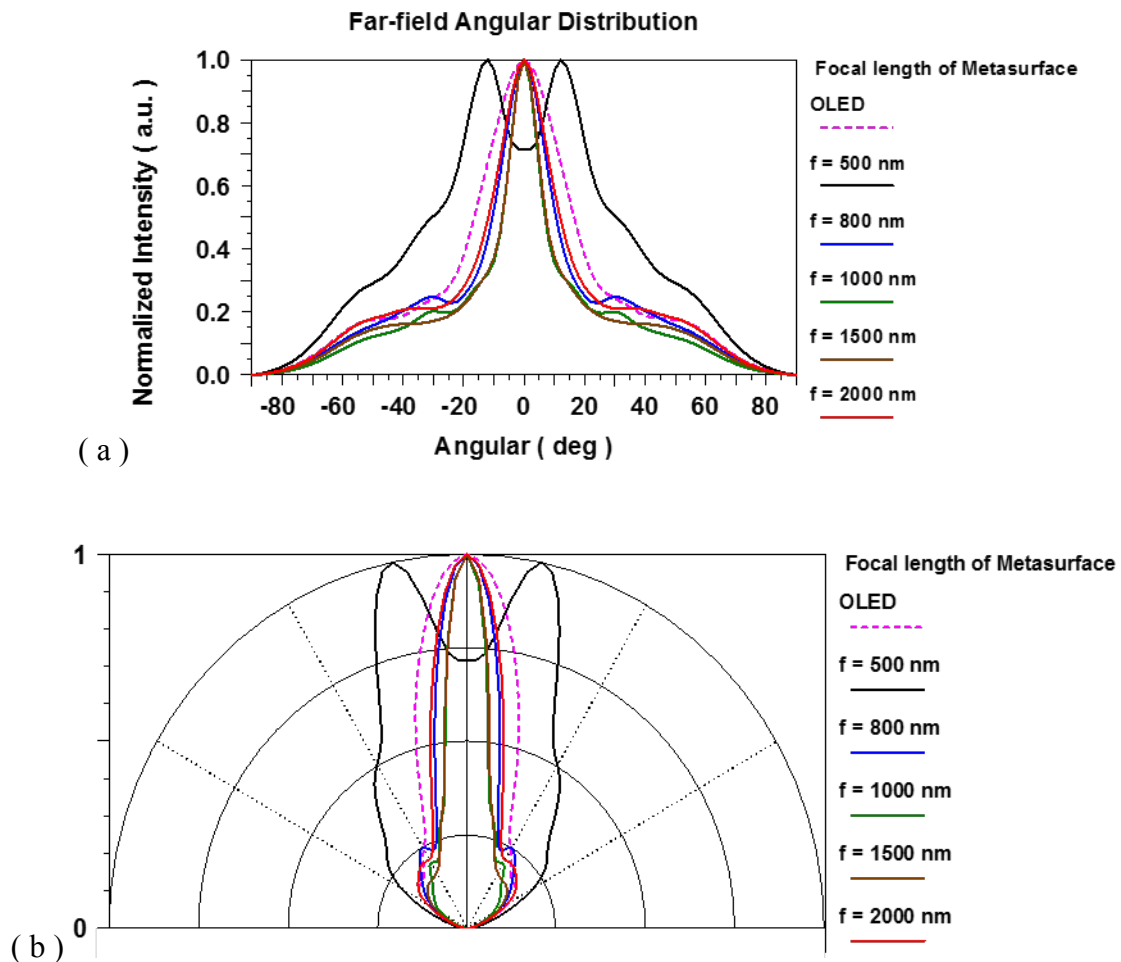 Far-field Angular Distribution
Normalized Intensity ( a.u. )
1.0
0.8
0.6
0.4
0.2
0.0
-80 -60 -40 -20 0 20 40 60 80
Angular ( deg )
Focal length of Metasurface
OLED
f = 500 nm
f = 800 nm
f = 1000 nm
f = 1500 nm
f = 2000 nm
( a )
1
0
Focal length of Metasurface
OLED
f = 500 nm
f = 800 nm
f = 1000 nm
f = 1500 nm
f = 2000 nm
( b )